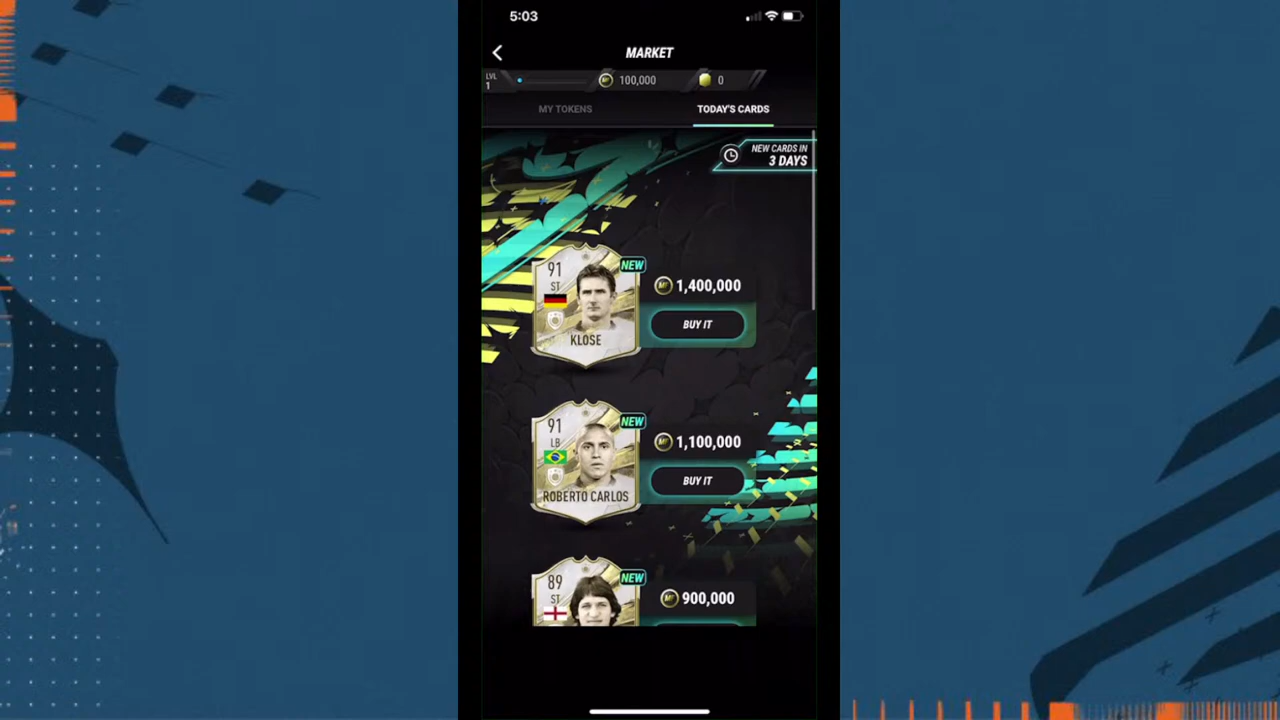 5:03
MARKET
LVL
1
100,000
0
MY TOKENS
TODAY'S CARDS
NEW CARDS IN
3 DAYS
91
ST
NEW
KLOSE
1,400,000
BUY IT
91
LB
NEW
ROBERTO CARLOS
1,100,000
BUY IT
89
ST
NEW
900,000